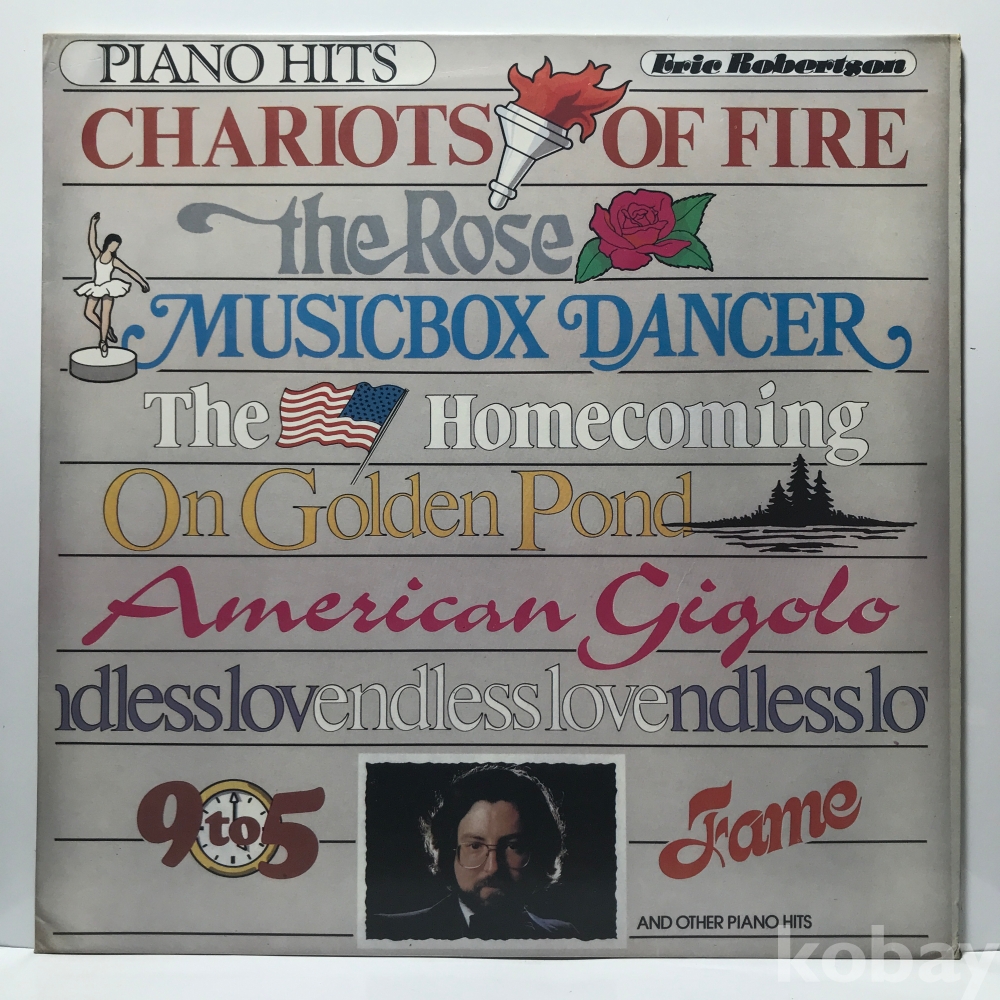 PIANO HITS
Eric Robertson
CHARIOTS OF FIRE
the Rose
MUSICBOX DANCER
The Homecoming
On Golden Pond
American Gigolo
ndlesslovendlesslovendlesslo
9 to 5
Fame
AND OTHER PIANO HITS
kobay